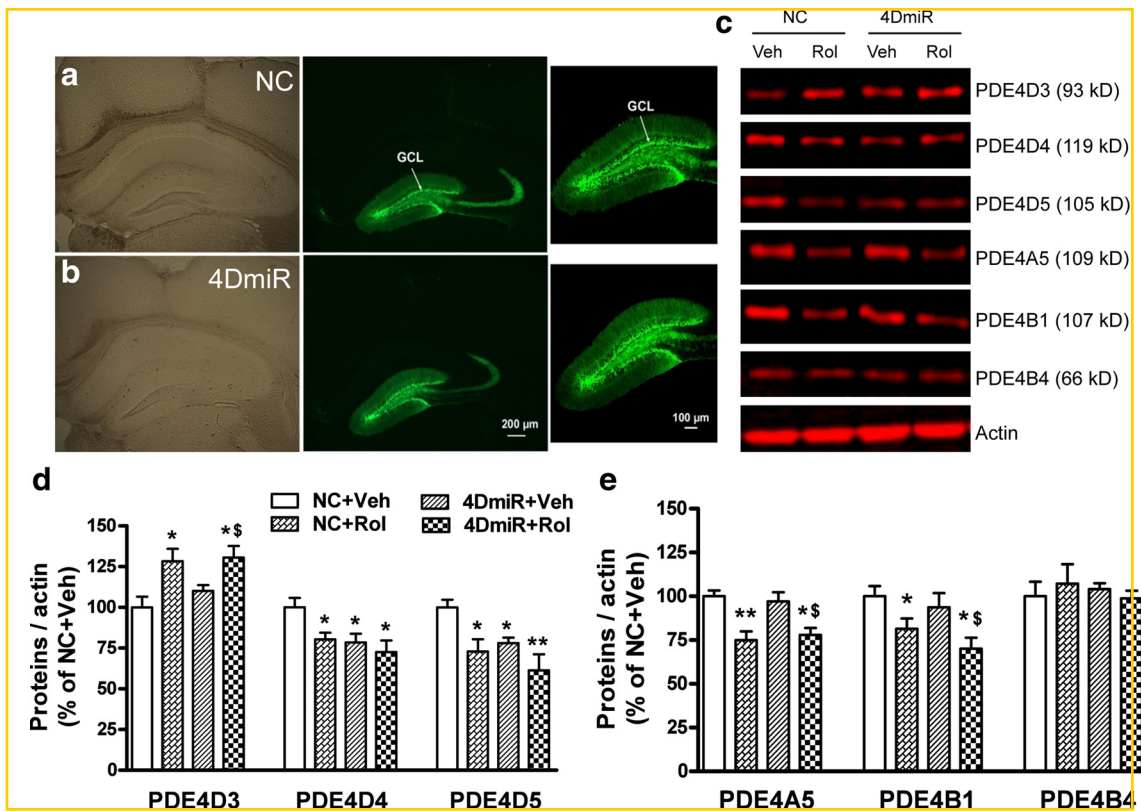 a
NC
GCL
GCL
b
4DmiR
200 µm
100 µm
c
NC 4DmiR
Veh Rol Veh Rol
PDE4D3 (93 kD)
PDE4D4 (119 kD)
PDE4D5 (105 kD)
PDE4A5 (109 kD)
PDE4B1 (107 kD)
PDE4B4 (66 kD)
Actin
d
NC+Veh 4DmiR+Veh
NC+Rol 4DmiR+Rol
Proteins / actin
(% of NC+Veh)
150
125
100
75
50
25
0
* *$
* * *
* * **
PDE4D3 PDE4D4 PDE4D5
e
Proteins / actin
(% of NC+Veh)
150
125
100
75
50
25
0
** *$
* *$
PDE4A5 PDE4B1 PDE4B4